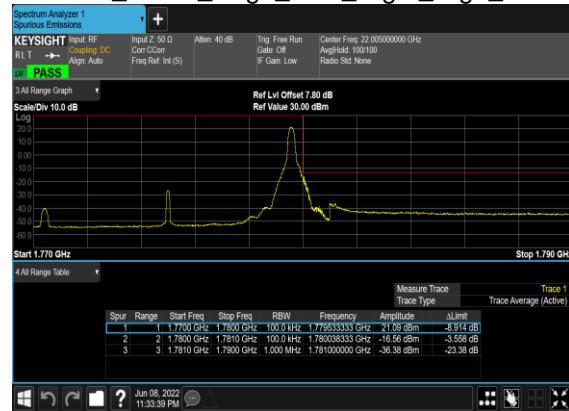 Spectrum Analyzer 1
Spurious Emissions
+
KEYSIGHT Input: RF Input Z: 50 Ω Atten: 40 dB Trig: Free Run Center Freq: 22.005000000 GHz
RLT Coupling: DC Corr CCorr Gate: Off Avg|Hold: 100/100
Align: Auto Freq Ref: Int (S) IF Gain: Low Radio Std: None
PASS
3 All Range Graph Ref Lvl Offset 7.80 dB
Scale/Div 10.0 dB Ref Value 30.00 dBm
Log
20.0
10.0
0.00
-10.0
-20.0
-30.0
-40.0
-50.0
-60.0
Start 1.770 GHz Stop 1.790 GH
4 All Range Table
Measure Trace Trace 1
Trace Type Trace Average (Active)
Spur Range Start Freq Stop Freq RBW Frequency Amplitude ΔLimit
1 1 1.7700 GHz 1.7800 GHz 100.0 kHz 1.779533333 GHz 21.09 dBm -8.914 dB
2 2 1.7800 GHz 1.7810 GHz 100.0 kHz 1.780038333 GHz -16.56 dBm -3.558 dB
3 3 1.7810 GHz 1.7900 GHz 1.000 MHz 1.781000000 GHz -36.38 dBm -23.38 dB
? Jun 08, 2022
11:33:39 PM